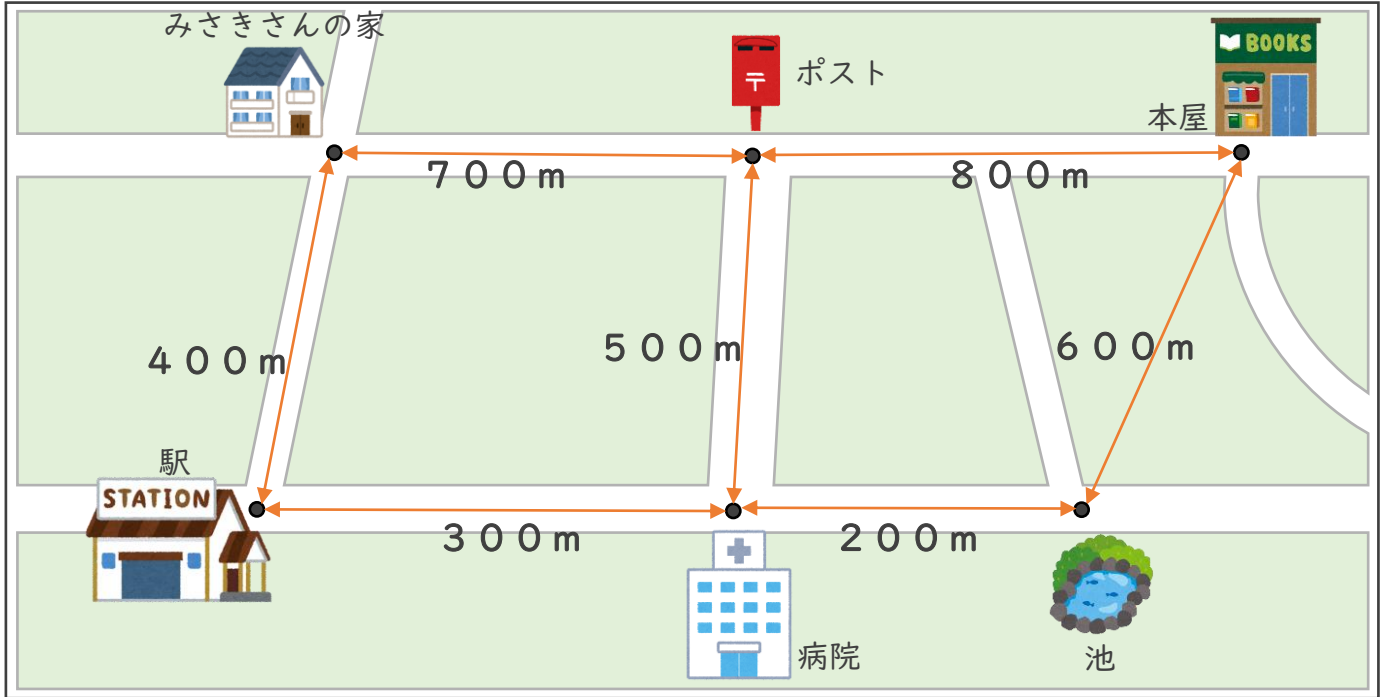 みさきさんの家
ポスト
〒
BOOKS
本屋
７００m
８００m
４００m
５００m
６００m
駅
STATION
３００m
２００m
病院
池